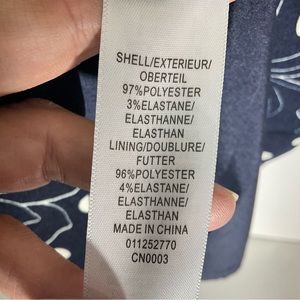 SHELL/EXTERIEUR/
OBERTEIL
97%POLYESTER
3%ELASTANE/
ELASTHANNE/
ELASTHAN
LINING/DOUBLURE/
FUTTER
96%POLYESTER
4%ELASTANE/
ELASTHANNE/
ELASTHAN
MADE IN CHINA
011252770
CN0003